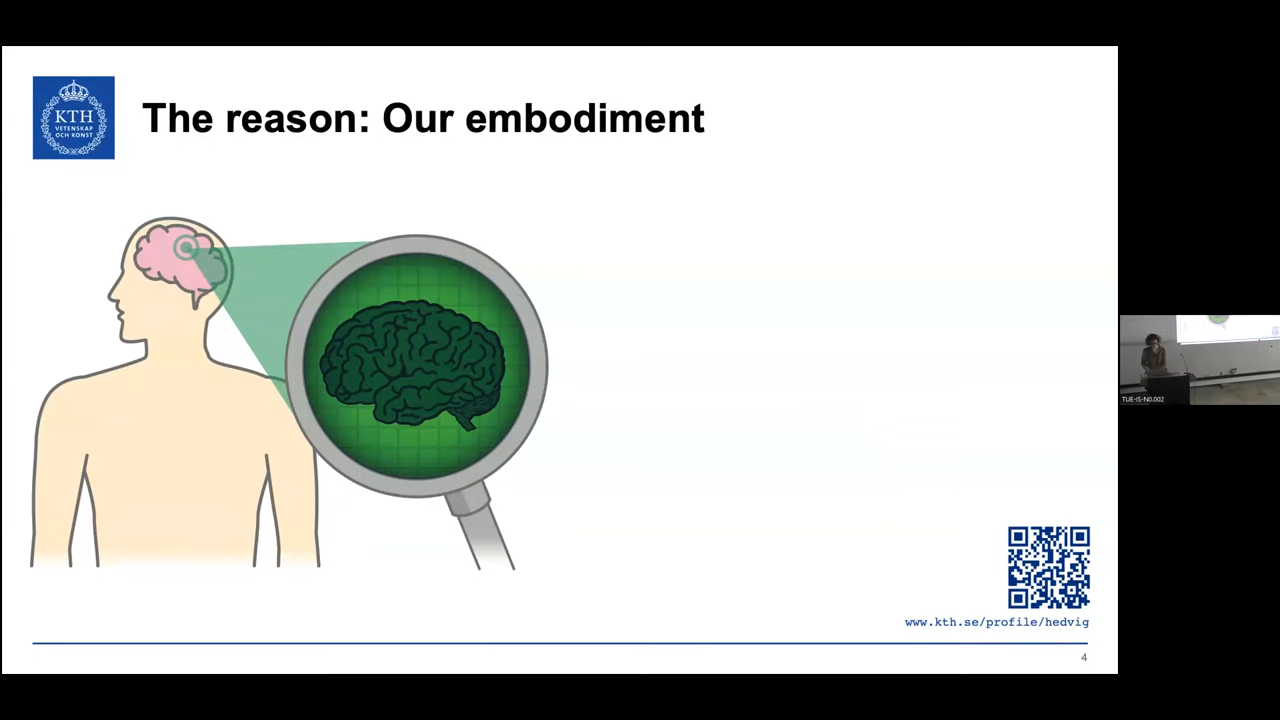 KTH
VETENSKAP
OCH KONST
The reason: Our embodiment
TUE-IS-N0.002
www.kth.se/profile/hedvig
4